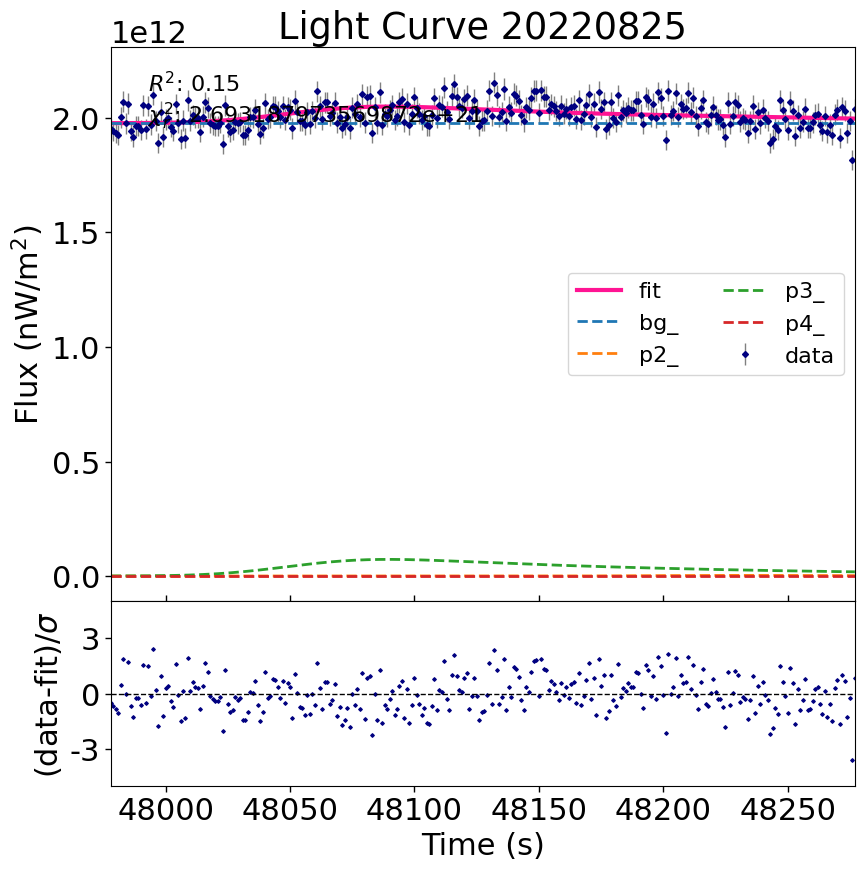 Light Curve 20220825
1e12
R²: 0.15
2.0
1.5
1.0
0.5
0.0
Flux (nW/m²)
fit
bg_
p2_
p3_
p4_
data
3
0
-3
(data-fit)/σ
48000 48050 48100 48150 48200 48250
Time (s)